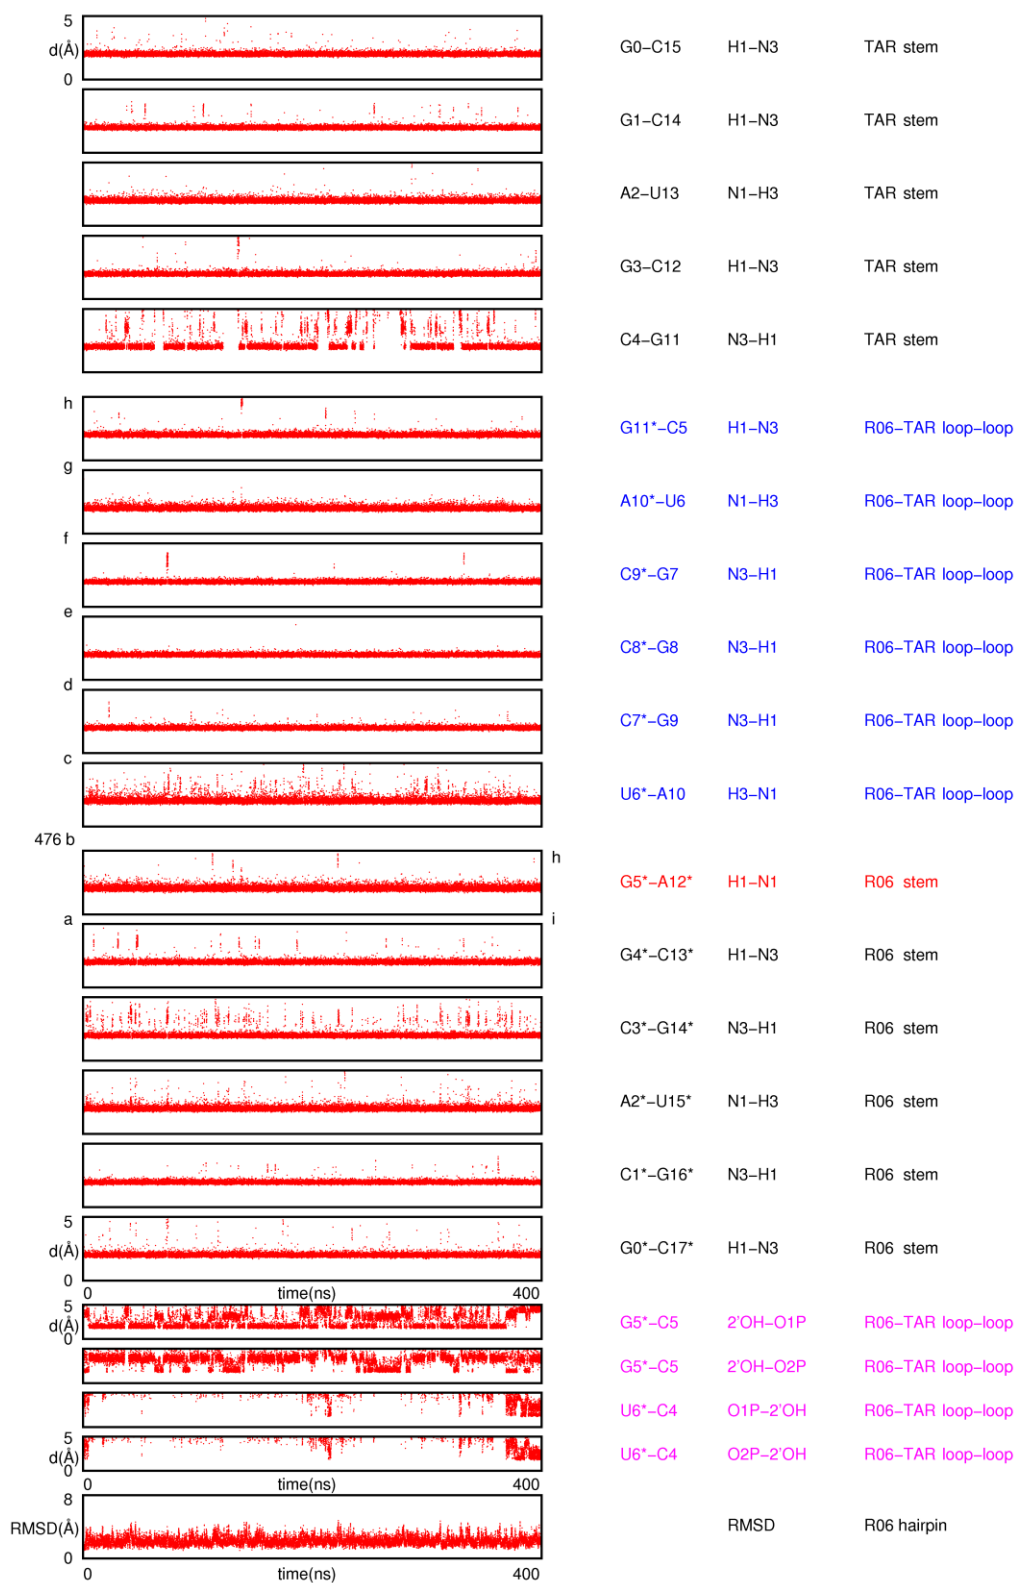 5
d(Å)
0
G0−C15 H1−N3 TAR stem
G1−C14 H1−N3 TAR stem
A2−U13 N1−H3 TAR stem
G3−C12 H1−N3 TAR stem
C4−G11 N3−H1 TAR stem
h
G11*−C5 H1−N3 R06−TAR loop−loop
g
A10*−U6 N1−H3 R06−TAR loop−loop
f
C9*−G7 N3−H1 R06−TAR loop−loop
e
C8*−G8 N3−H1 R06−TAR loop−loop
d
C7*−G9 N3−H1 R06−TAR loop−loop
c
U6*−A10 H3−N1 R06−TAR loop−loop
476 b
h
G5*−A12* H1−N1 R06 stem
a i
G4*−C13* H1−N3 R06 stem
C3*−G14* N3−H1 R06 stem
A2*−U15* N1−H3 R06 stem
C1*−G16* N3−H1 R06 stem
5
d(Å) G0*−C17* H1−N3 R06 stem
0
0 time(ns) 400
5
d(Å) G5*−C5 2'OH−O1P R06−TAR loop−loop
0
G5*−C5 2'OH−O2P R06−TAR loop−loop
U6*−C4 O1P−2'OH R06−TAR loop−loop
5
d(Å) U6*−C4 O2P−2'OH R06−TAR loop−loop
0
0 time(ns) 400
8
RMSD(Å) RMSD R06 hairpin
0
0 time(ns) 400